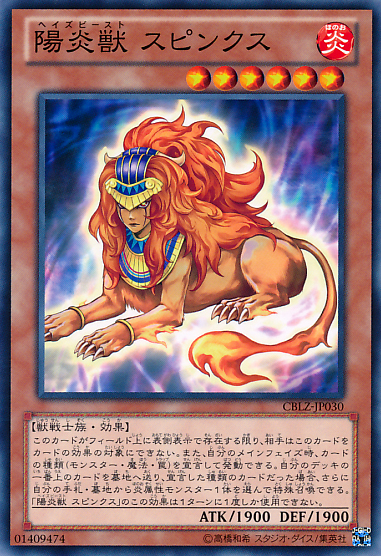 ヘイズビースト
陽炎獣 スピンクス
ほのお
炎
CBLZ-JP030
【獣戦士族・効果】
このカードがフィールド上に表側表示で存在する限り、相手はこのカードを
カードの効果の対象にできない。また、自分のメインフェイズ時、カード
の種類（モンスター・魔法・罠）を宣言して発動できる。自分のデッキの
一番上のカードを墓地へ送り、宣言した種類のカードだった場合、さらに
自分の手札・墓地から炎属性モンスター１体を選んで特殊召喚できる。
「陽炎獣 スピンクス」のこの効果は１ターンに１度しか使用できない。
ATK/1900 DEF/1900
01409474
©高橋和希 スタジオ・ダイス/集英社